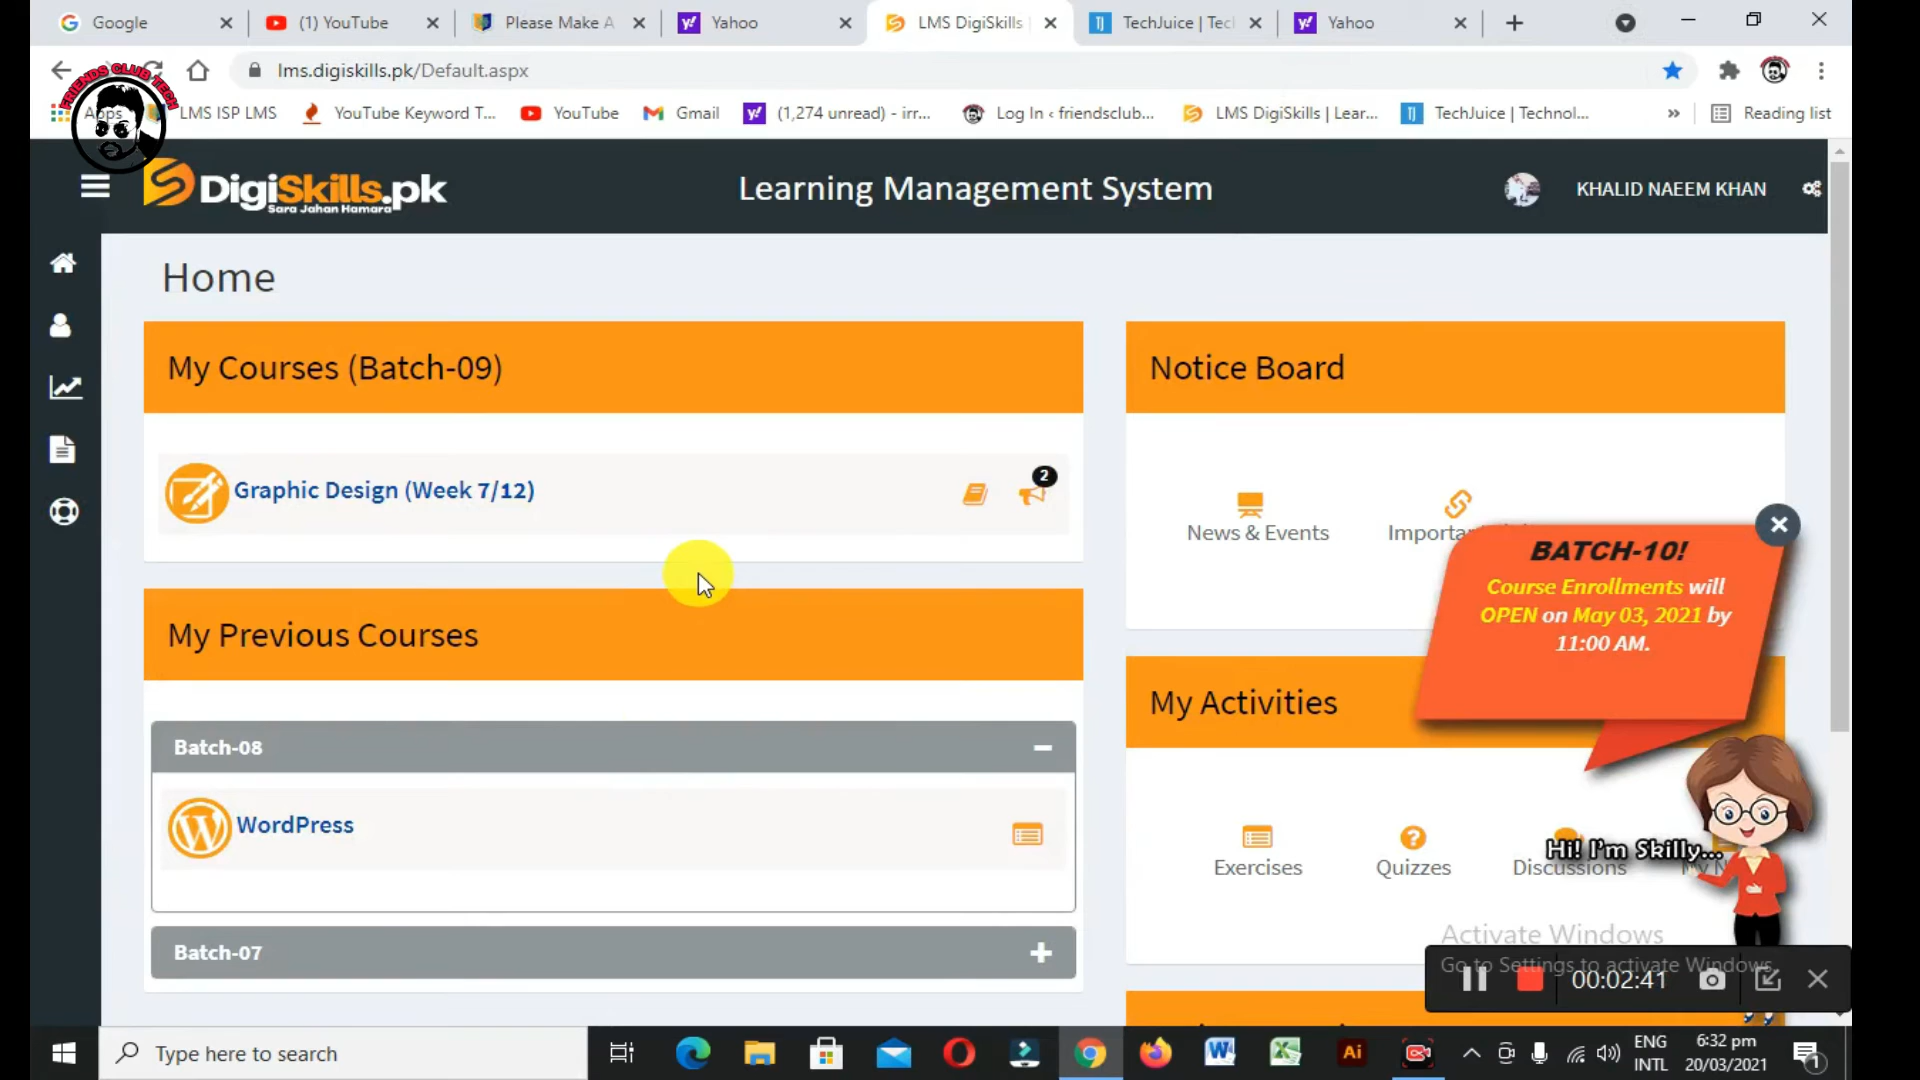 Google
(1) YouTube
Please Make A
Yahoo
LMS DigiSkills
TechJuice | Tec
Yahoo
lms.digiskills.pk/Default.aspx
FRIENDS CLUB TECH
Apps
LMS ISP LMS
YouTube Keyword T...
YouTube
Gmail
(1,274 unread) - irr...
Log In ‹ friendsclub...
LMS DigiSkills | Lear...
TechJuice | Technol...
»
Reading list
DigiSkills.pk
Sara Jahan Hamara
Learning Management System
KHALID NAEEM KHAN
Home
My Courses (Batch-09)
Graphic Design (Week 7/12)
2
My Previous Courses
Batch-08
WordPress
Batch-07
Notice Board
News & Events
BATCH-10!
Course Enrollments will
OPEN on May 03, 2021 by
11:00 AM.
My Activities
Exercises
Quizzes
Discussions
Hi! I'm Skilly...
Activate Windows
Go to Settings to activate Windows.
00:02:41
Type here to search
ENG
INTL
6:32 pm
20/03/2021
1